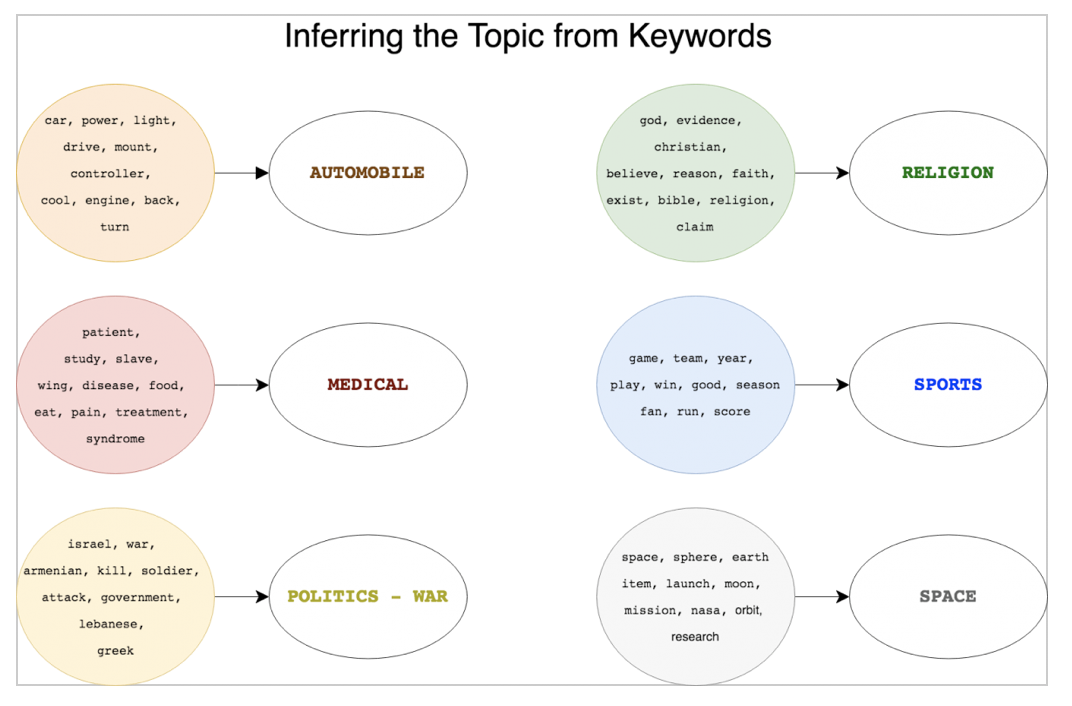 Inferring the Topic from Keywords
car, power, light,
drive, mount,
controller,
cool, engine, back,
turn
AUTOMOBILE
god, evidence,
christian,
believe, reason, faith,
exist, bible, religion,
claim
RELIGION
patient,
study, slave,
wing, disease, food,
eat, pain, treatment,
syndrome
MEDICAL
game, team, year,
play, win, good, season
fan, run, score
SPORTS
israel, war,
armenian, kill, soldier,
attack, government,
lebanese,
greek
POLITICS - WAR
space, sphere, earth
item, launch, moon,
mission, nasa, orbit,
research
SPACE